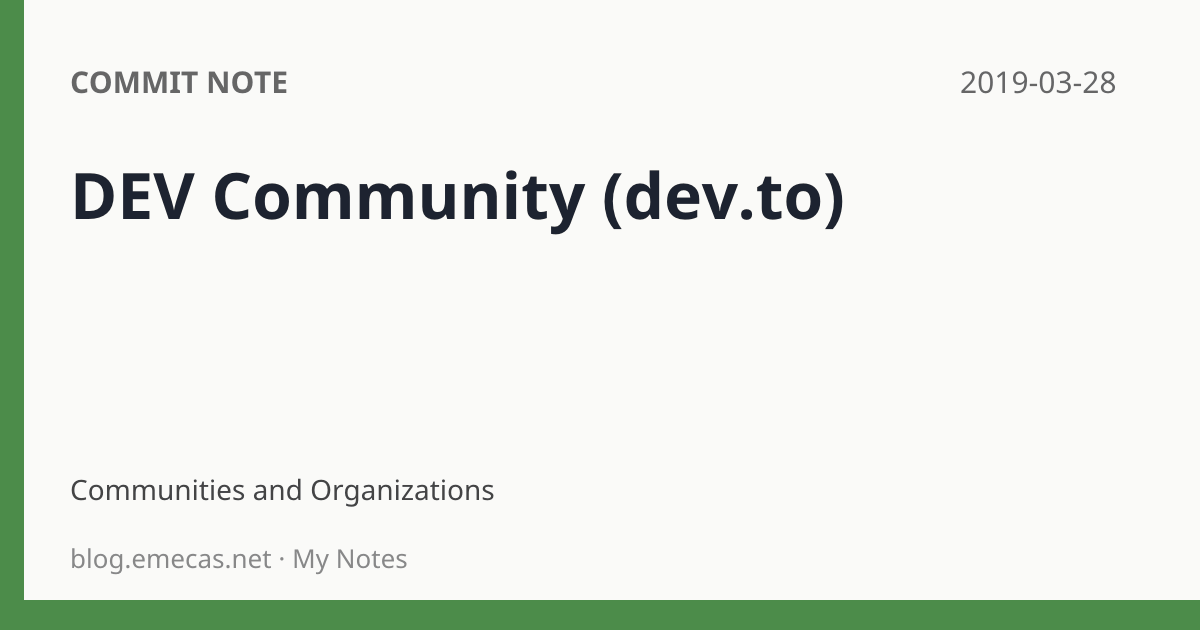 COMMIT NOTE
2019-03-28
DEV Community (dev.to)
Communities and Organizations
blog.emecas.net · My Notes